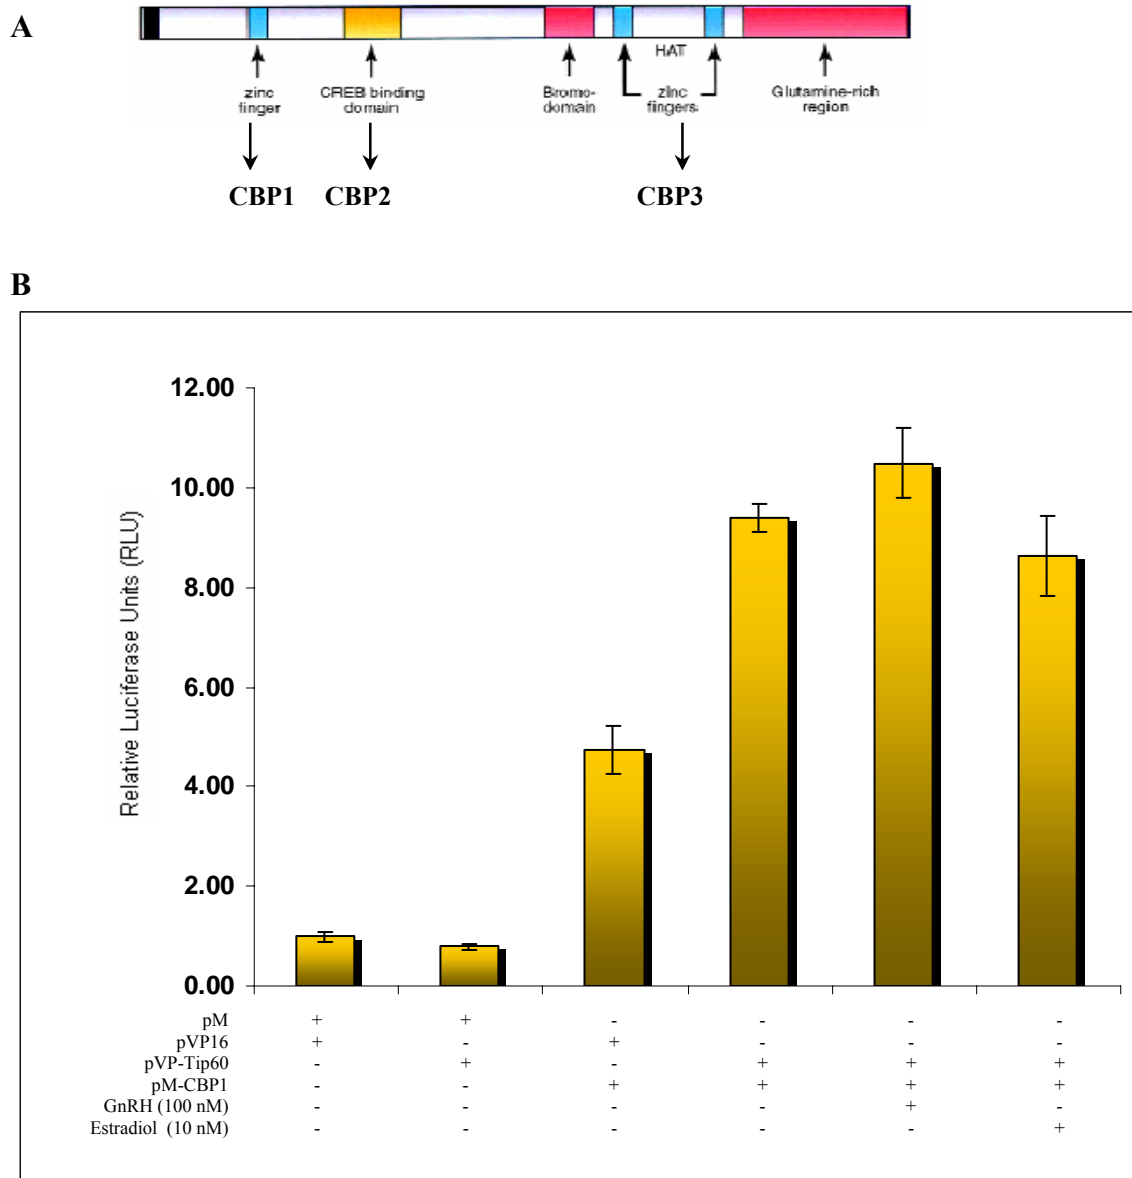 A
HAT
zinc finger
CREB binding domain
Bromo-domain
zinc fingers
Glutamine-rich region
CBP1 CBP2 CBP3
B
Relative Luciferase Units (RLU)
12.00
10.00
8.00
6.00
4.00
2.00
0.00
pM + + - - - -
pVP16 + - + - - -
pVP-Tip60 - + - + + +
pM-CBP1 - - + + + +
GnRH (100 nM) - - - - + -
Estradiol (10 nM) - - - - - +